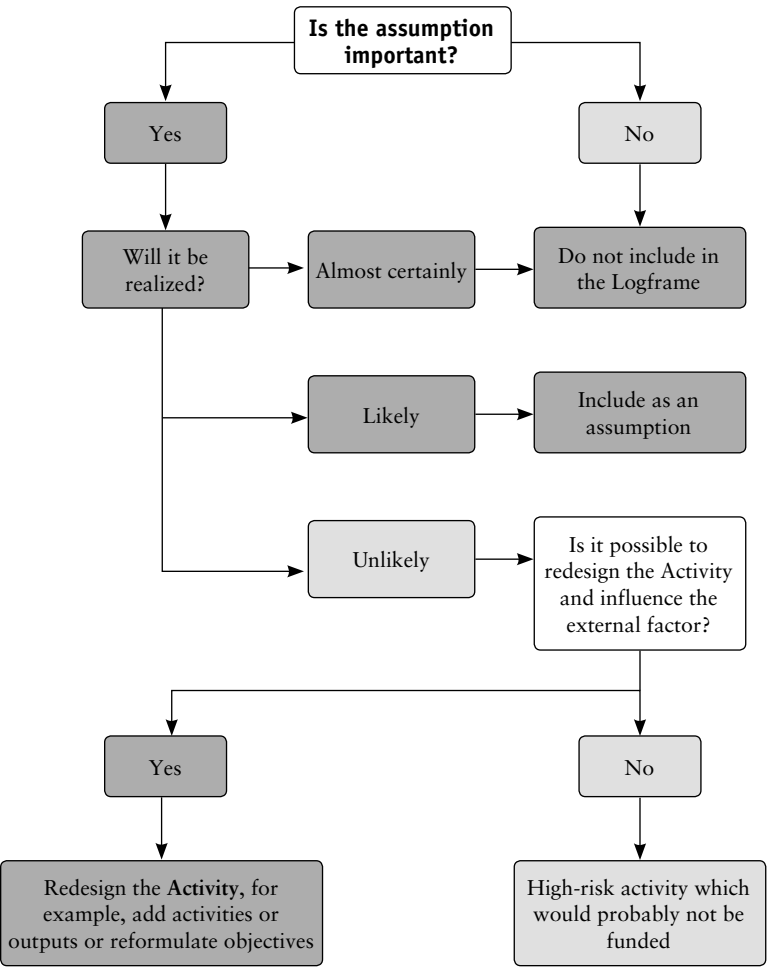 Is the assumption
important?
Yes
No
Will it be
realized?
Almost certainly
Do not include in
the Logframe
Likely
Include as an
assumption
Unlikely
Is it possible to
redesign the Activity
and influence the
external factor?
Yes
No
Redesign the Activity, for
example, add activities or
outputs or reformulate objectives
High-risk activity which
would probably not be
funded